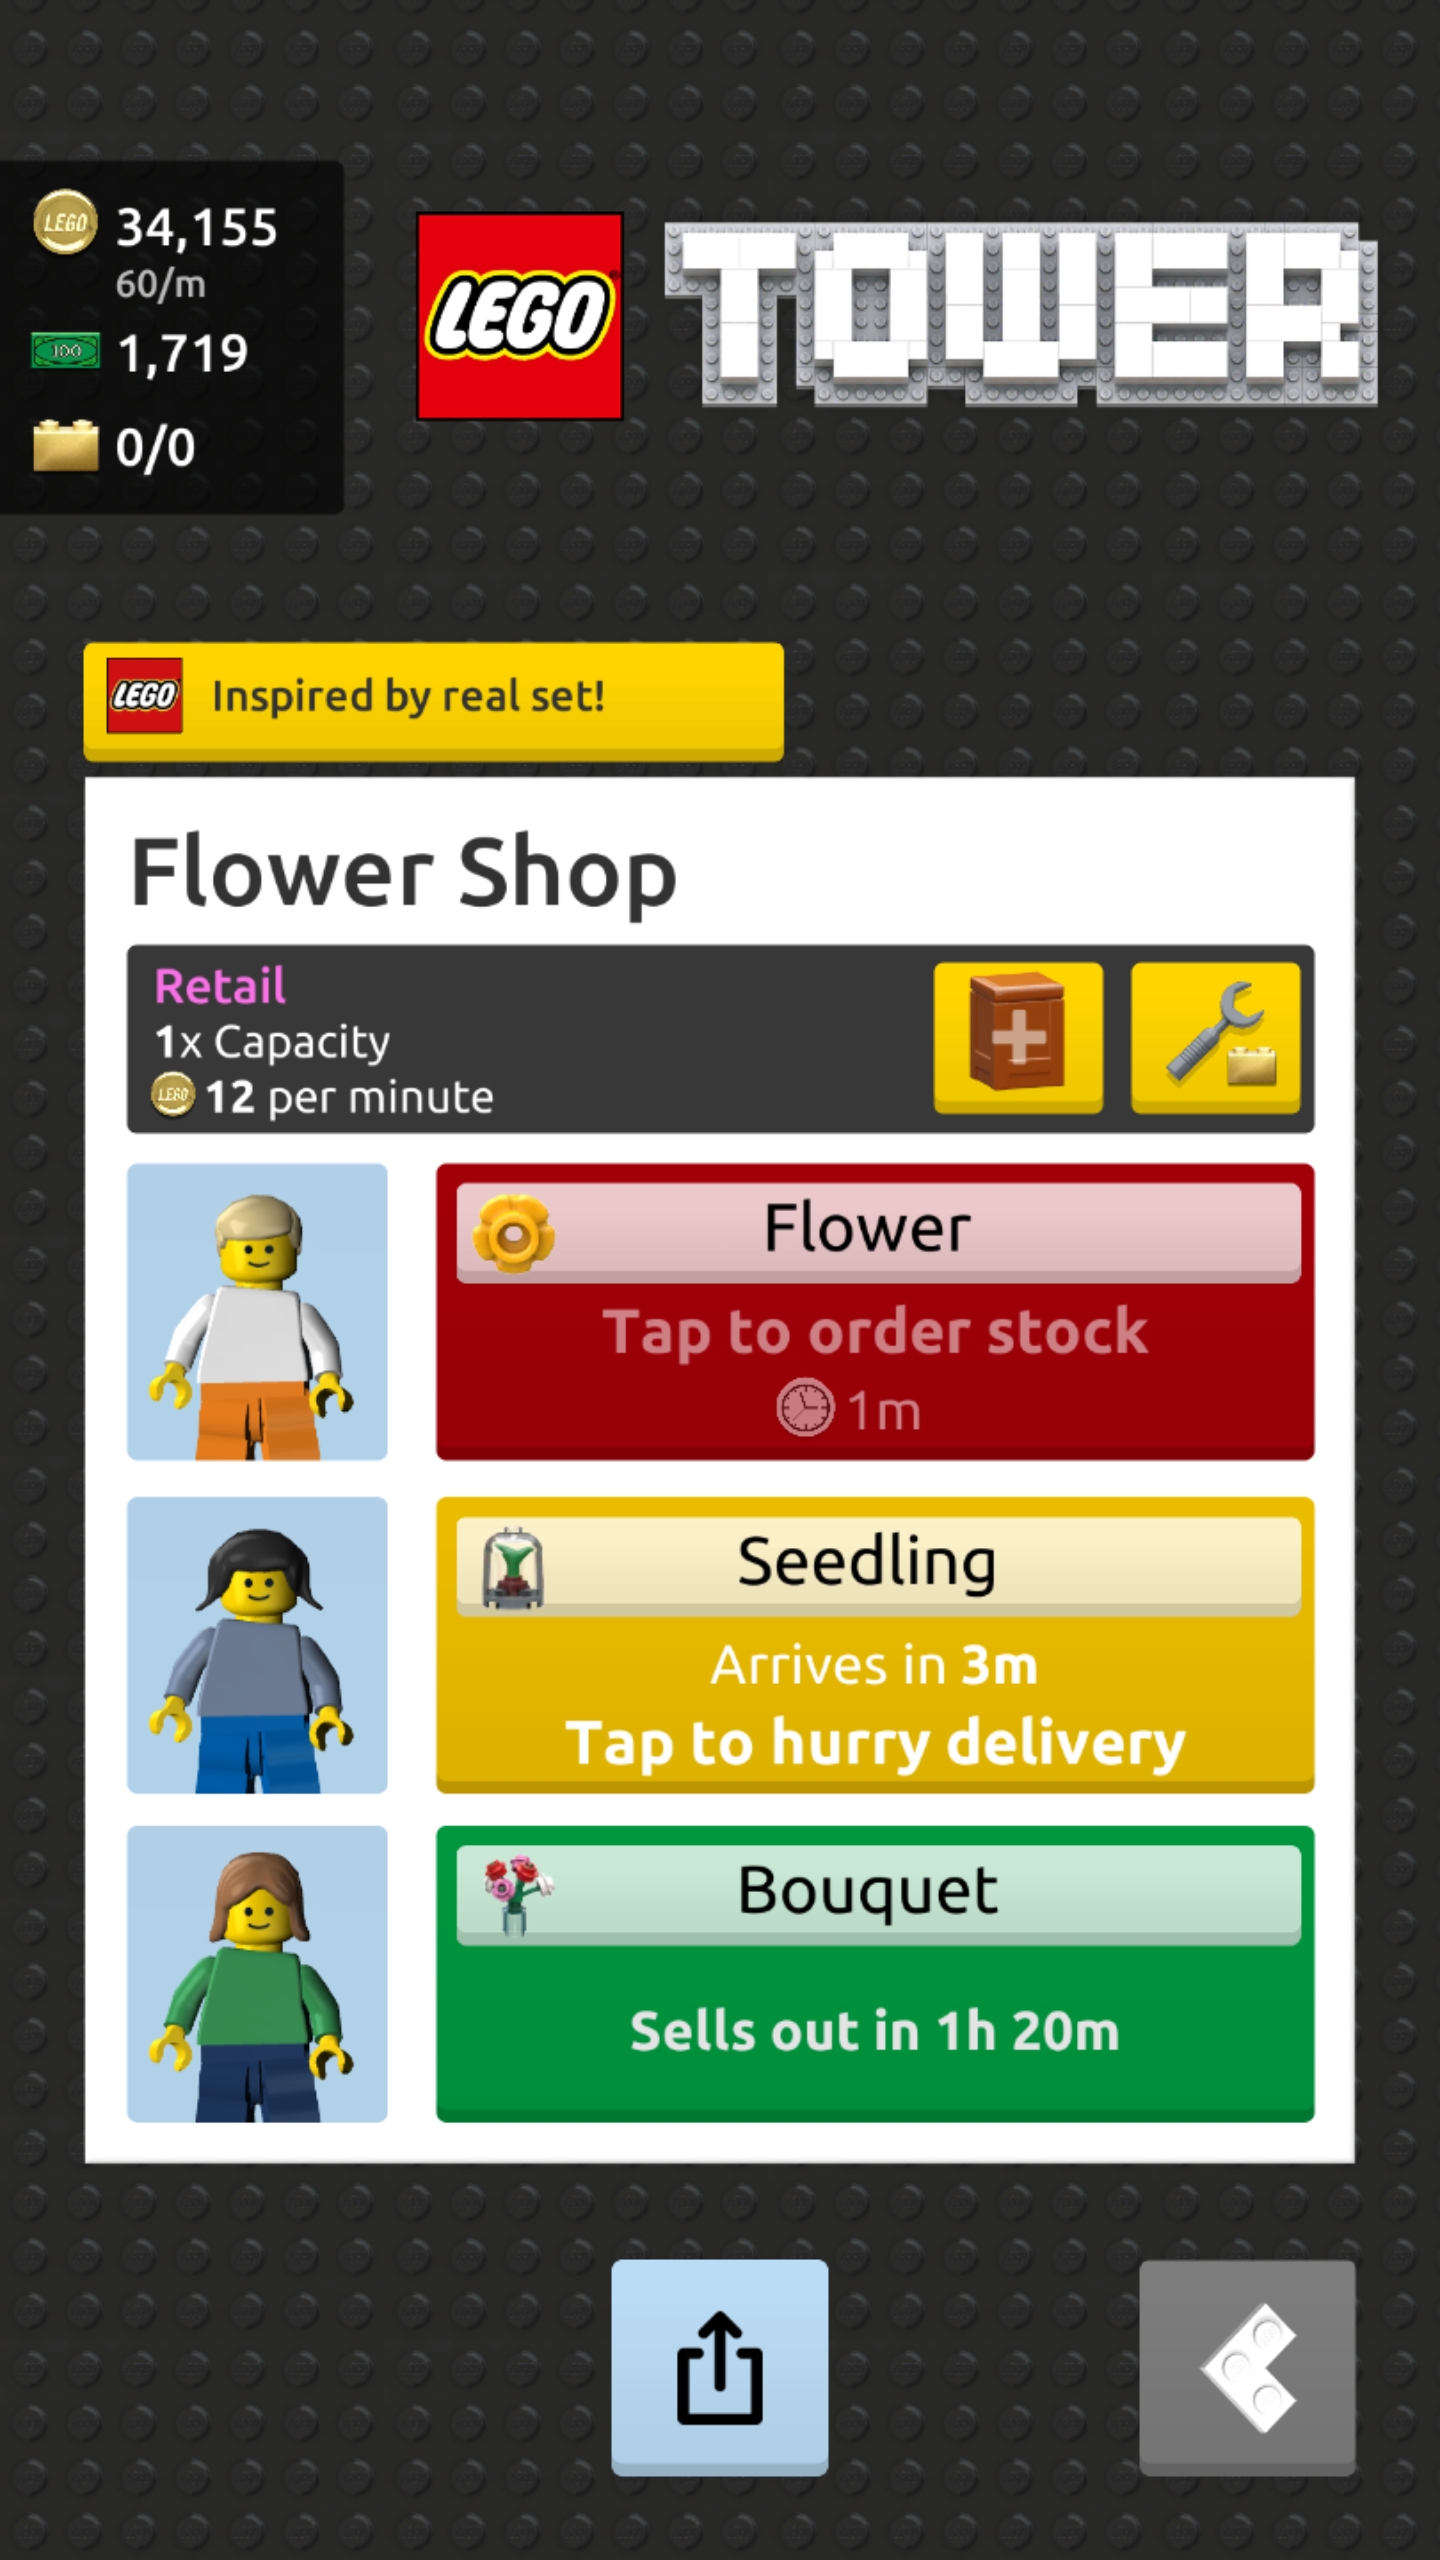 LEGO
34,155
60/m
100
1,719
0/0
LEGO
TOWER
LEGO
Inspired by real set!
Flower Shop
Retail
1x Capacity
LEGO
12 per minute
Flower
Tap to order stock
1m
Seedling
Arrives in 3m
Tap to hurry delivery
Bouquet
Sells out in 1h 20m